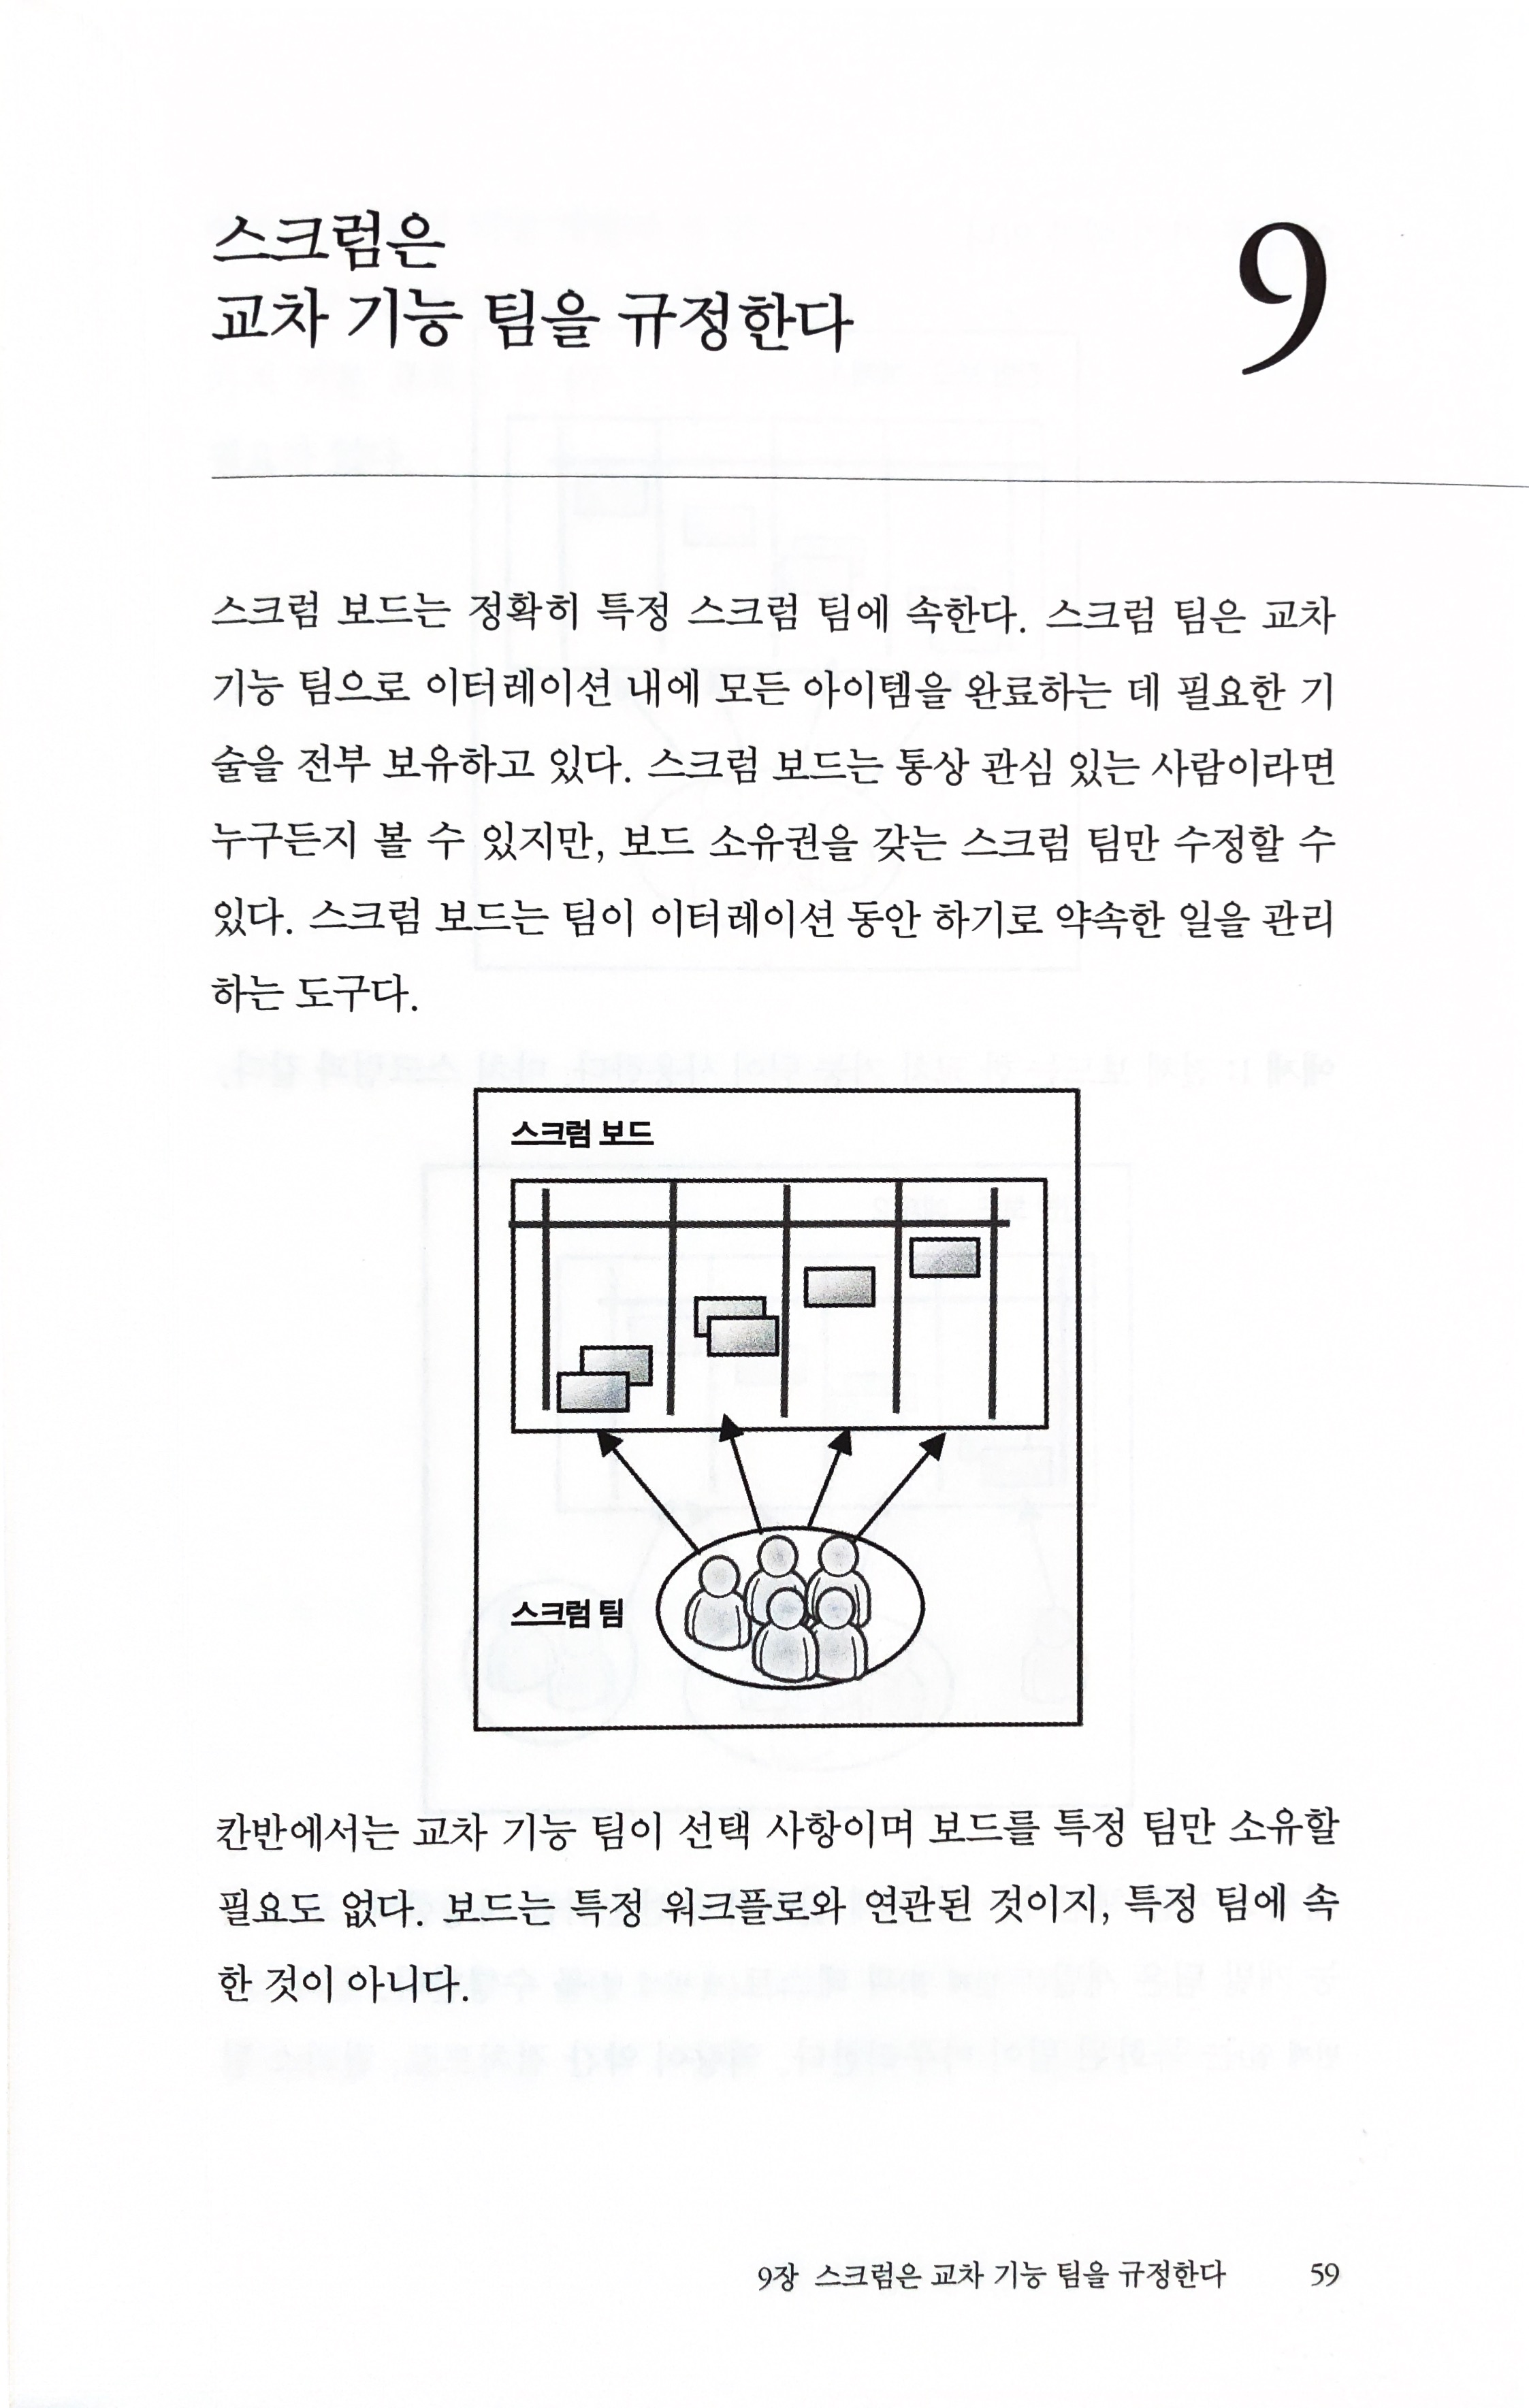 스크럼은
교차 기능 팀을 규정한다
9
스크럼 보드는 정확히 특정 스크럼 팀에 속한다. 스크럼 팀은 교차
기능 팀으로 이터레이션 내에 모든 아이템을 완료하는 데 필요한 기
술을 전부 보유하고 있다. 스크럼 보드는 통상 관심 있는 사람이라면
누구든지 볼 수 있지만, 보드 소유권을 갖는 스크럼 팀만 수정할 수
있다. 스크럼 보드는 팀이 이터레이션 동안 하기로 약속한 일을 관리
하는 도구다.
스크럼 보드
스크럼 팀
칸반에서는 교차 기능 팀이 선택 사항이며 보드를 특정 팀만 소유할
필요도 없다. 보드는 특정 워크플로와 연관된 것이지, 특정 팀에 속
한 것이 아니다.
9장 스크럼은 교차 기능 팀을 규정한다 59